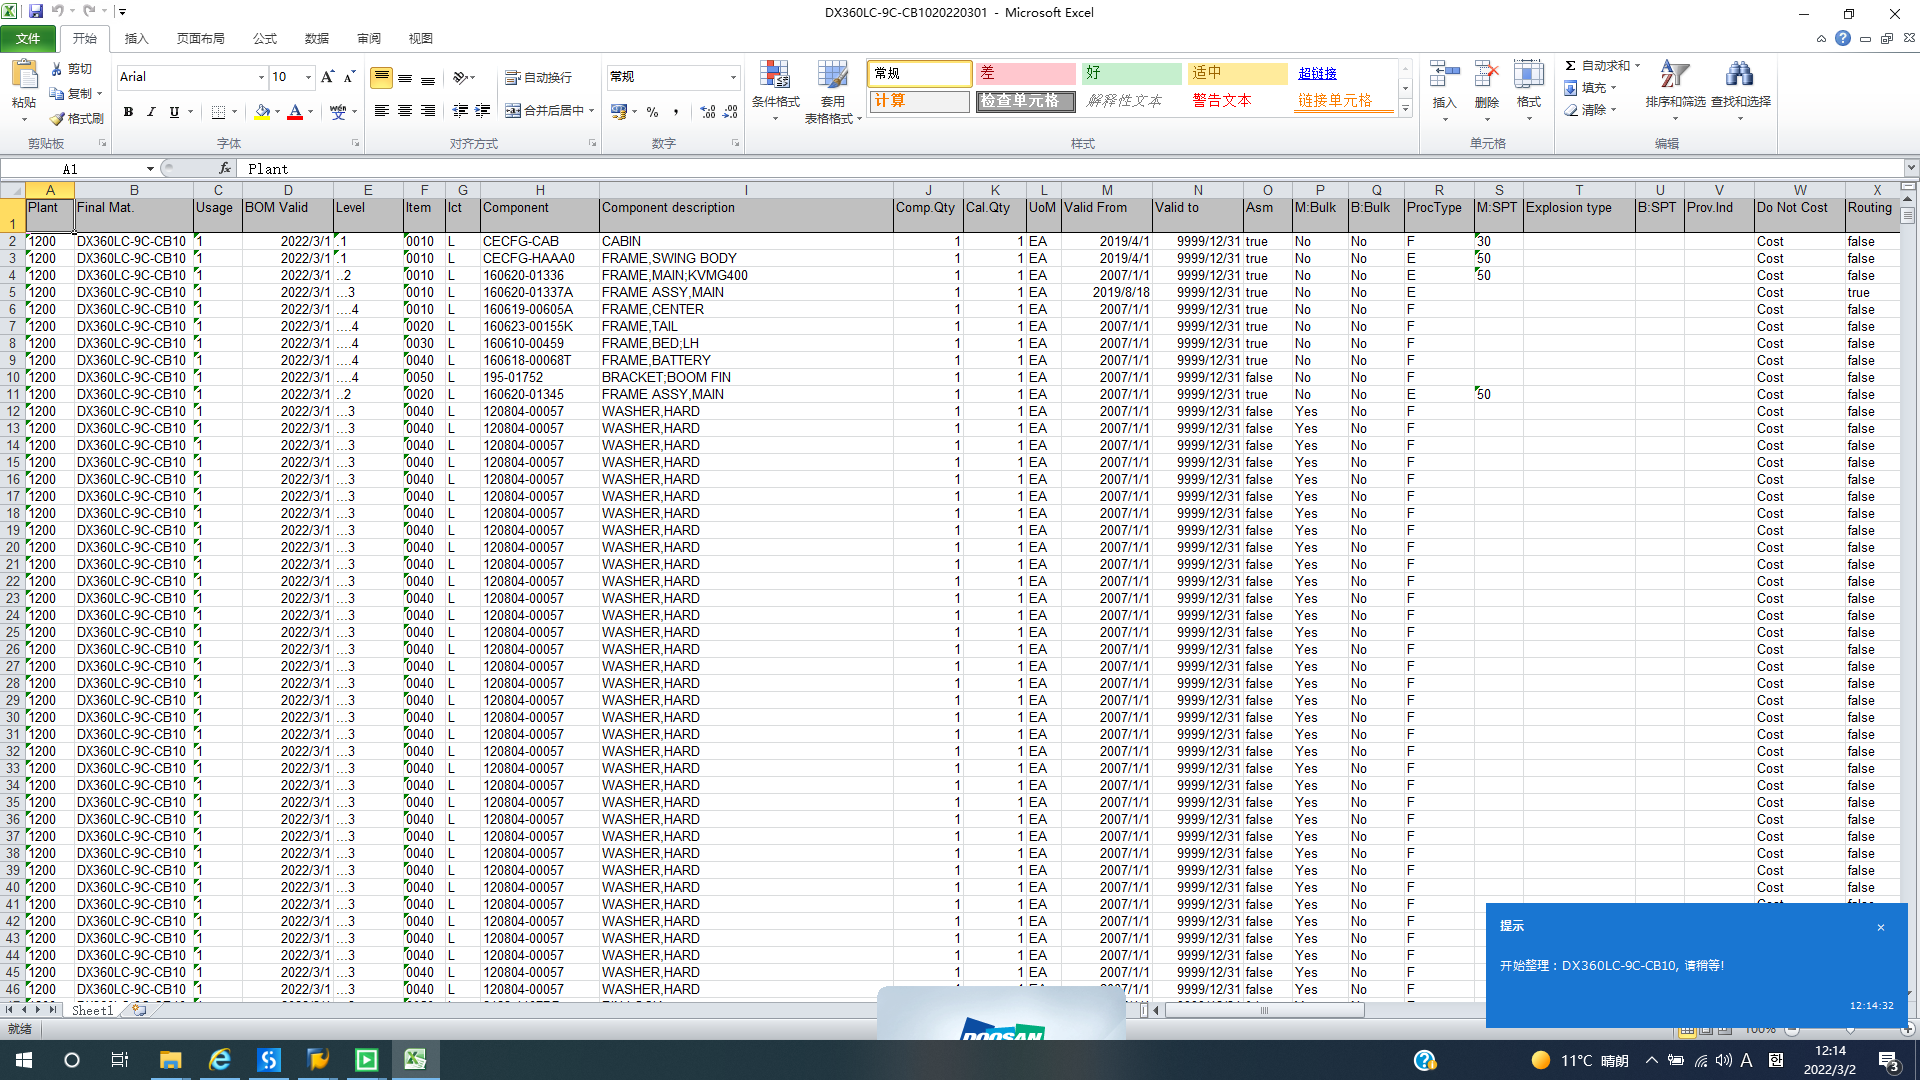 DX360LC-9C-CB1020220301 - Microsoft Excel
文件 开始 插入 页面布局 公式 数据 审阅 视图
粘贴 剪切 复制 格式刷 剪贴板
Arial 10 B I U 字体
自动换行 合并后居中 对齐方式
常规 % , 数字
条件格式 套用表格格式
常规 差 好 适中 超链接
计算 检查单元格 解释性文本 警告文本 链接单元格
样式
插入 删除 格式 单元格
Σ 自动求和 填充 清除 排序和筛选 查找和选择 编辑
A1 fx Plant
A B C D E F G H I J K L M N O P Q R S T U V W X
1 Plant Final Mat. Usage BOM Valid Level Item Ict Component Component description Comp.Qty Cal.Qty UoM Valid From Valid to Asm M:Bulk B:Bulk ProcType M:SPT Explosion type B:SPT Prov.Ind Do Not Cost Routing
2 1200 DX360LC-9C-CB10 1 2022/3/1 .1 0010 L CECFG-CAB CABIN 1 1 EA 2019/4/1 9999/12/31 true No No F 30 Cost false
3 1200 DX360LC-9C-CB10 1 2022/3/1 .1 0010 L CECFG-HAAA0 FRAME,SWING BODY 1 1 EA 2019/4/1 9999/12/31 true No No E 50 Cost false
4 1200 DX360LC-9C-CB10 1 2022/3/1 ..2 0010 L 160620-01336 FRAME,MAIN;KVMG400 1 1 EA 2007/1/1 9999/12/31 true No No E 50 Cost false
5 1200 DX360LC-9C-CB10 1 2022/3/1 ...3 0010 L 160620-01337A FRAME ASSY,MAIN 1 1 EA 2019/8/18 9999/12/31 true No No E Cost true
6 1200 DX360LC-9C-CB10 1 2022/3/1 ....4 0010 L 160619-00605A FRAME,CENTER 1 1 EA 2007/1/1 9999/12/31 true No No F Cost false
7 1200 DX360LC-9C-CB10 1 2022/3/1 ....4 0020 L 160623-00155K FRAME,TAIL 1 1 EA 2007/1/1 9999/12/31 true No No F Cost false
8 1200 DX360LC-9C-CB10 1 2022/3/1 ....4 0030 L 160610-00459 FRAME,BED;LH 1 1 EA 2007/1/1 9999/12/31 true No No F Cost false
9 1200 DX360LC-9C-CB10 1 2022/3/1 ....4 0040 L 160618-00068T FRAME,BATTERY 1 1 EA 2007/1/1 9999/12/31 true No No F Cost false
10 1200 DX360LC-9C-CB10 1 2022/3/1 ....4 0050 L 195-01752 BRACKET;BOOM FIN 1 1 EA 2007/1/1 9999/12/31 false No No F Cost false
11 1200 DX360LC-9C-CB10 1 2022/3/1 ..2 0020 L 160620-01345 FRAME ASSY,MAIN 1 1 EA 2007/1/1 9999/12/31 true No No E 50 Cost false
12 1200 DX360LC-9C-CB10 1 2022/3/1 ...3 0040 L 120804-00057 WASHER,HARD 1 1 EA 2007/1/1 9999/12/31 false Yes No F Cost false
13 1200 DX360LC-9C-CB10 1 2022/3/1 ...3 0040 L 120804-00057 WASHER,HARD 1 1 EA 2007/1/1 9999/12/31 false Yes No F Cost false
14 1200 DX360LC-9C-CB10 1 2022/3/1 ...3 0040 L 120804-00057 WASHER,HARD 1 1 EA 2007/1/1 9999/12/31 false Yes No F Cost false
15 1200 DX360LC-9C-CB10 1 2022/3/1 ...3 0040 L 120804-00057 WASHER,HARD 1 1 EA 2007/1/1 9999/12/31 false Yes No F Cost false
16 1200 DX360LC-9C-CB10 1 2022/3/1 ...3 0040 L 120804-00057 WASHER,HARD 1 1 EA 2007/1/1 9999/12/31 false Yes No F Cost false
17 1200 DX360LC-9C-CB10 1 2022/3/1 ...3 0040 L 120804-00057 WASHER,HARD 1 1 EA 2007/1/1 9999/12/31 false Yes No F Cost false
18 1200 DX360LC-9C-CB10 1 2022/3/1 ...3 0040 L 120804-00057 WASHER,HARD 1 1 EA 2007/1/1 9999/12/31 false Yes No F Cost false
19 1200 DX360LC-9C-CB10 1 2022/3/1 ...3 0040 L 120804-00057 WASHER,HARD 1 1 EA 2007/1/1 9999/12/31 false Yes No F Cost false
20 1200 DX360LC-9C-CB10 1 2022/3/1 ...3 0040 L 120804-00057 WASHER,HARD 1 1 EA 2007/1/1 9999/12/31 false Yes No F Cost false
21 1200 DX360LC-9C-CB10 1 2022/3/1 ...3 0040 L 120804-00057 WASHER,HARD 1 1 EA 2007/1/1 9999/12/31 false Yes No F Cost false
22 1200 DX360LC-9C-CB10 1 2022/3/1 ...3 0040 L 120804-00057 WASHER,HARD 1 1 EA 2007/1/1 9999/12/31 false Yes No F Cost false
23 1200 DX360LC-9C-CB10 1 2022/3/1 ...3 0040 L 120804-00057 WASHER,HARD 1 1 EA 2007/1/1 9999/12/31 false Yes No F Cost false
24 1200 DX360LC-9C-CB10 1 2022/3/1 ...3 0040 L 120804-00057 WASHER,HARD 1 1 EA 2007/1/1 9999/12/31 false Yes No F Cost false
25 1200 DX360LC-9C-CB10 1 2022/3/1 ...3 0040 L 120804-00057 WASHER,HARD 1 1 EA 2007/1/1 9999/12/31 false Yes No F Cost false
26 1200 DX360LC-9C-CB10 1 2022/3/1 ...3 0040 L 120804-00057 WASHER,HARD 1 1 EA 2007/1/1 9999/12/31 false Yes No F Cost false
27 1200 DX360LC-9C-CB10 1 2022/3/1 ...3 0040 L 120804-00057 WASHER,HARD 1 1 EA 2007/1/1 9999/12/31 false Yes No F Cost false
28 1200 DX360LC-9C-CB10 1 2022/3/1 ...3 0040 L 120804-00057 WASHER,HARD 1 1 EA 2007/1/1 9999/12/31 false Yes No F Cost false
29 1200 DX360LC-9C-CB10 1 2022/3/1 ...3 0040 L 120804-00057 WASHER,HARD 1 1 EA 2007/1/1 9999/12/31 false Yes No F Cost false
30 1200 DX360LC-9C-CB10 1 2022/3/1 ...3 0040 L 120804-00057 WASHER,HARD 1 1 EA 2007/1/1 9999/12/31 false Yes No F Cost false
31 1200 DX360LC-9C-CB10 1 2022/3/1 ...3 0040 L 120804-00057 WASHER,HARD 1 1 EA 2007/1/1 9999/12/31 false Yes No F Cost false
32 1200 DX360LC-9C-CB10 1 2022/3/1 ...3 0040 L 120804-00057 WASHER,HARD 1 1 EA 2007/1/1 9999/12/31 false Yes No F Cost false
33 1200 DX360LC-9C-CB10 1 2022/3/1 ...3 0040 L 120804-00057 WASHER,HARD 1 1 EA 2007/1/1 9999/12/31 false Yes No F Cost false
34 1200 DX360LC-9C-CB10 1 2022/3/1 ...3 0040 L 120804-00057 WASHER,HARD 1 1 EA 2007/1/1 9999/12/31 false Yes No F Cost false
35 1200 DX360LC-9C-CB10 1 2022/3/1 ...3 0040 L 120804-00057 WASHER,HARD 1 1 EA 2007/1/1 9999/12/31 false Yes No F Cost false
36 1200 DX360LC-9C-CB10 1 2022/3/1 ...3 0040 L 120804-00057 WASHER,HARD 1 1 EA 2007/1/1 9999/12/31 false Yes No F Cost false
37 1200 DX360LC-9C-CB10 1 2022/3/1 ...3 0040 L 120804-00057 WASHER,HARD 1 1 EA 2007/1/1 9999/12/31 false Yes No F Cost false
38 1200 DX360LC-9C-CB10 1 2022/3/1 ...3 0040 L 120804-00057 WASHER,HARD 1 1 EA 2007/1/1 9999/12/31 false Yes No F Cost false
39 1200 DX360LC-9C-CB10 1 2022/3/1 ...3 0040 L 120804-00057 WASHER,HARD 1 1 EA 2007/1/1 9999/12/31 false Yes No F Cost false
40 1200 DX360LC-9C-CB10 1 2022/3/1 ...3 0040 L 120804-00057 WASHER,HARD 1 1 EA 2007/1/1 9999/12/31 false Yes No F Cost false
41 1200 DX360LC-9C-CB10 1 2022/3/1 ...3 0040 L 120804-00057 WASHER,HARD 1 1 EA 2007/1/1 9999/12/31 false Yes No F Cost false
42 1200 DX360LC-9C-CB10 1 2022/3/1 ...3 0040 L 120804-00057 WASHER,HARD 1 1 EA 2007/1/1 9999/12/31 false Yes No F
43 1200 DX360LC-9C-CB10 1 2022/3/1 ...3 0040 L 120804-00057 WASHER,HARD 1 1 EA 2007/1/1 9999/12/31 false Yes No F
44 1200 DX360LC-9C-CB10 1 2022/3/1 ...3 0040 L 120804-00057 WASHER,HARD 1 1 EA 2007/1/1 9999/12/31 false Yes No F
45 1200 DX360LC-9C-CB10 1 2022/3/1 ...3 0040 L 120804-00057 WASHER,HARD 1 1 EA 2007/1/1 9999/12/31 false Yes No F
46 1200 DX360LC-9C-CB10 1 2022/3/1 ...3 0040 L 120804-00057 WASHER,HARD 1 1 EA 2007/1/1 9999/12/31 false Yes No F
提示
开始整理：DX360LC-9C-CB10, 请稍等!
12:14:32
Sheet1
就绪 100%
DOOSAN
11°C 晴朗 A 한 12:14
2022/3/2 3